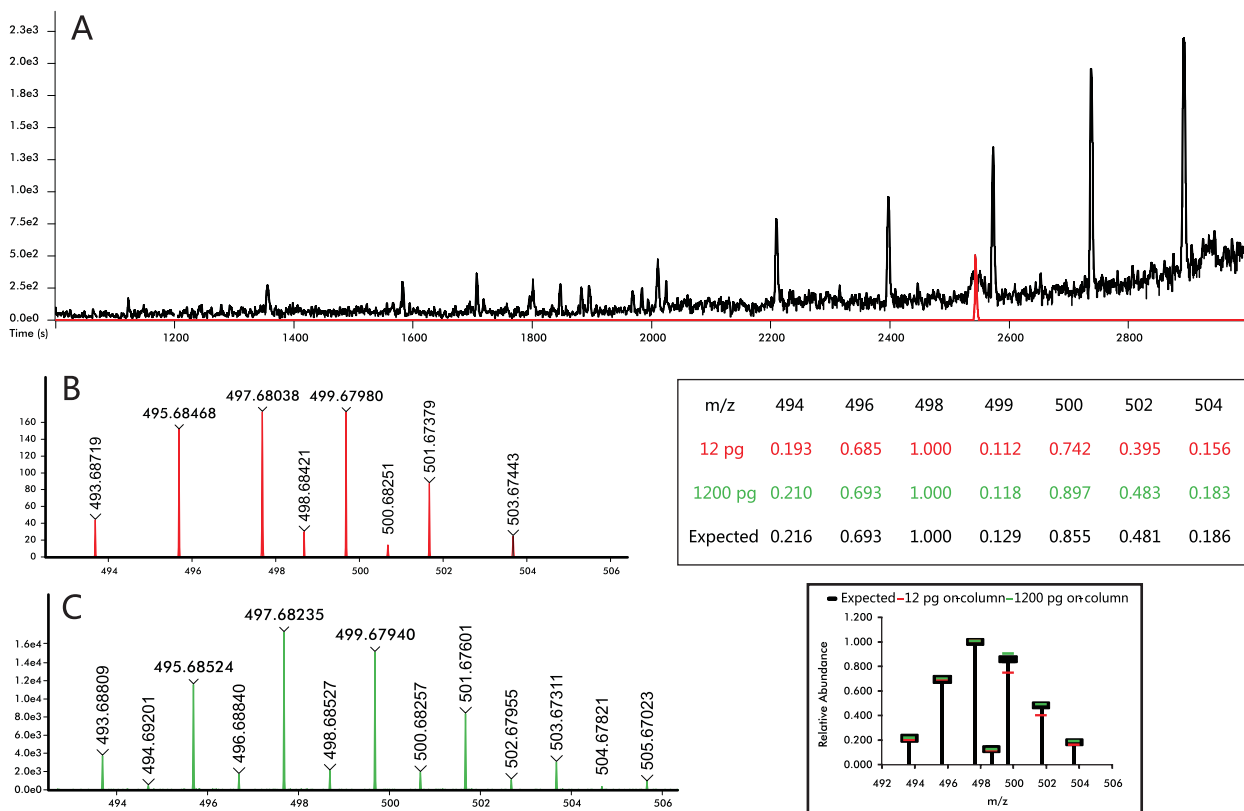 A
2.3e3
2.0e3
1.8e3
1.5e3
1.3e3
1.0e3
7.5e2
5.0e2
2.5e2
0.0e0
Time (s) 1200 1400 1600 1800 2000 2200 2400 2600 2800
B
160
140
120
100
80
60
40
20
0
493.68719
495.68468
497.68038
498.68421
499.67980
500.68251
501.67379
503.67443
494 496 498 500 502 504 506
m/z 494 496 498 499 500 502 504
12 pg 0.193 0.685 1.000 0.112 0.742 0.395 0.156
1200 pg 0.210 0.693 1.000 0.118 0.897 0.483 0.183
Expected 0.216 0.693 1.000 0.129 0.855 0.481 0.186
C
1.6e4
1.4e4
1.2e4
1.0e4
8.0e3
6.0e3
4.0e3
2.0e3
0.0e0
493.68809
494.69201
495.68524
496.68840
497.68235
498.68527
499.67940
500.68257
501.67601
502.67955
503.67311
504.67821
505.67023
494 496 498 500 502 504 506
Expected 12 pg on-column 1200 pg on-column
Relative Abundance
1.200
1.000
0.800
0.600
0.400
0.200
0.000
492 494 496 498 500 502 504 506
m/z